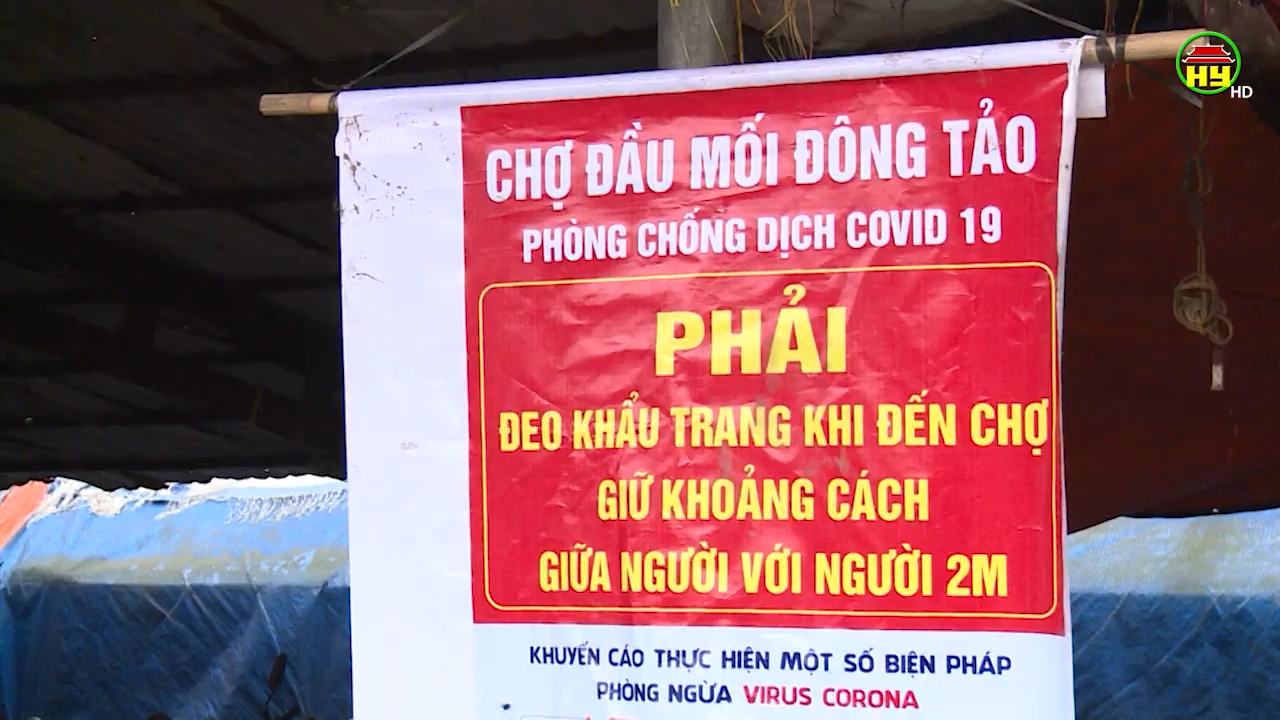 HY
HD
CHỢ ĐẦU MỐI ĐÔNG TẢO
PHÒNG CHỐNG DỊCH COVID 19
PHẢI
ĐEO KHẨU TRANG KHI ĐẾN CHỢ
GIỮ KHOẢNG CÁCH
GIỮA NGƯỜI VỚI NGƯỜI 2M
KHUYẾN CÁO THỰC HIỆN MỘT SỐ BIỆN PHÁP
PHÒNG NGỪA VIRUS CORONA